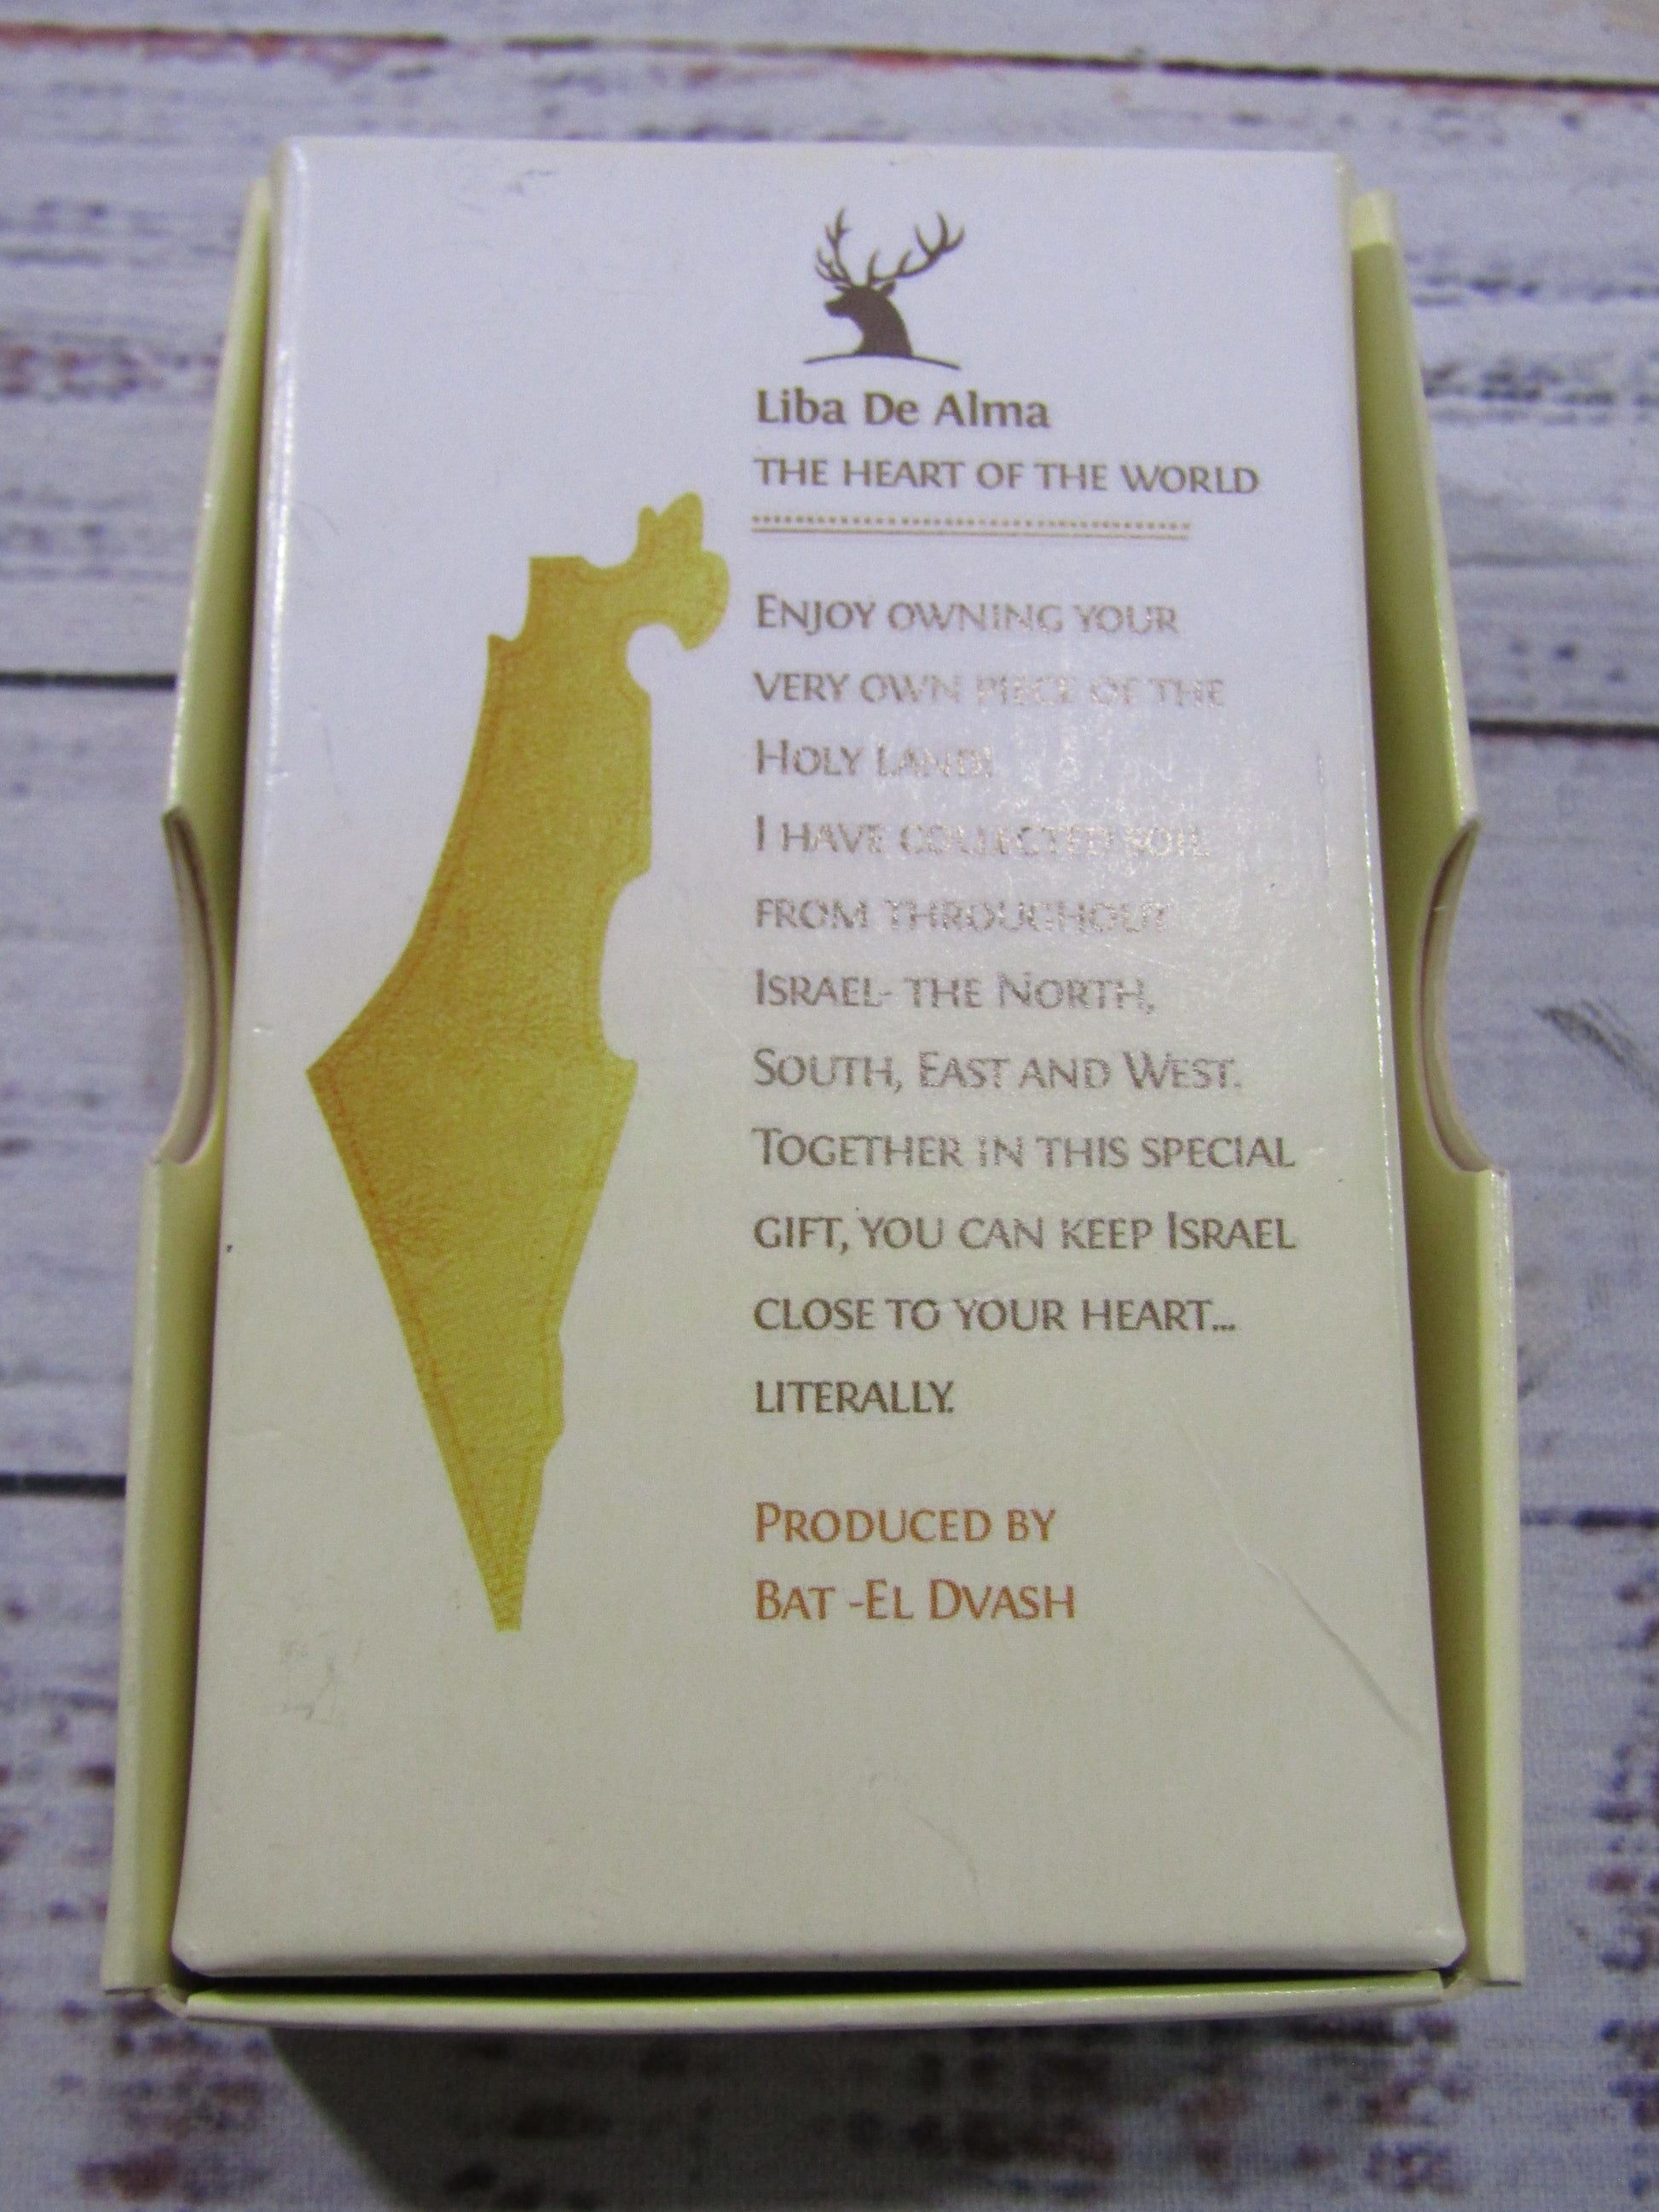 Liba De Alma
THE HEART OF THE WORLD
ENJOY OWNING YOUR
VERY OWN PIECE OF THE
HOLY LAND!
I HAVE COLLECTED SOIL
FROM THROUGHOUT
ISRAEL- THE NORTH,
SOUTH, EAST AND WEST.
TOGETHER IN THIS SPECIAL
GIFT, YOU CAN KEEP ISRAEL
CLOSE TO YOUR HEART...
LITERALLY.
PRODUCED BY
BAT -EL DVASH